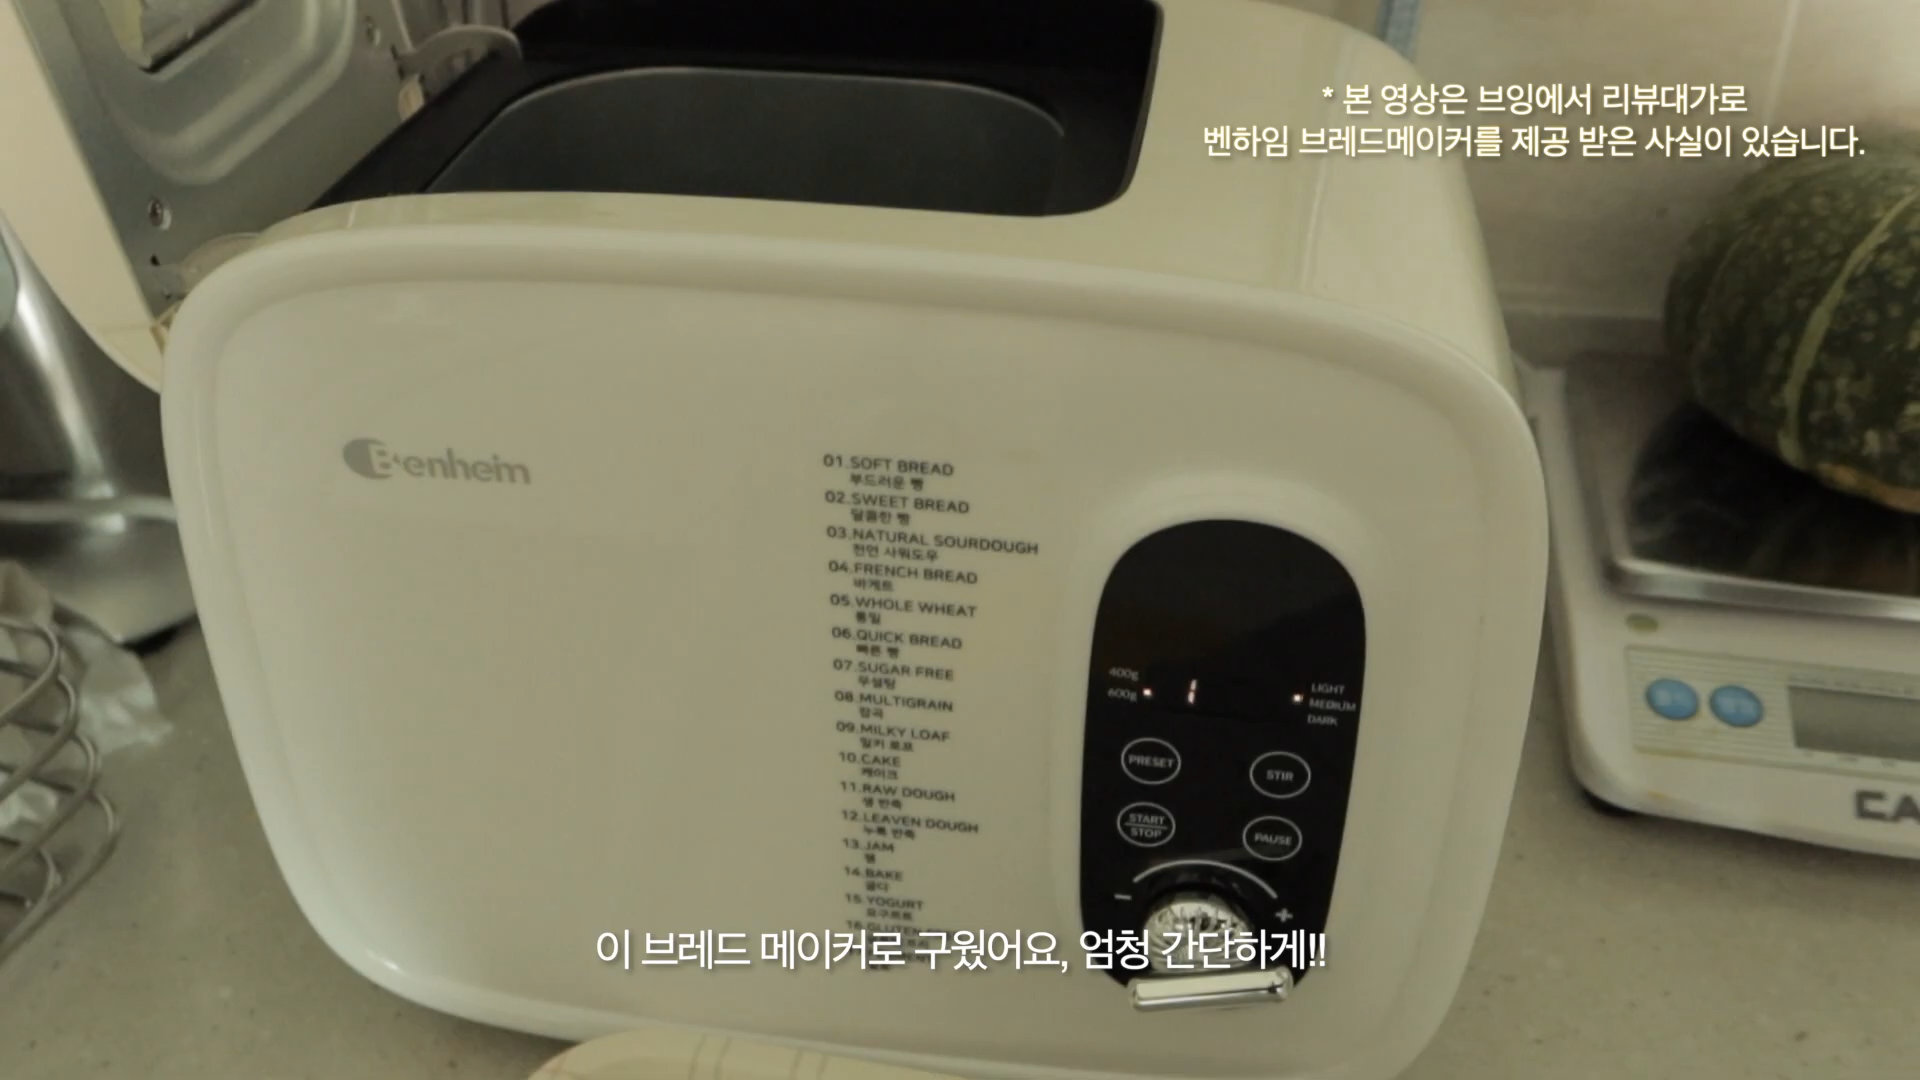 * 본 영상은 브잉에서 리뷰대가로
벤하임 브레드메이커를 제공 받은 사실이 있습니다.
Benheim
01.SOFT BREAD
부드러운 빵
02.SWEET BREAD
달콤한 빵
03.NATURAL SOURDOUGH
천연 사워도우
04.FRENCH BREAD
바게트
05.WHOLE WHEAT
통밀
06.QUICK BREAD
빠른 빵
07.SUGAR FREE
무설탕
08.MULTIGRAIN
잡곡
09.MILKY LOAF
밀키 로프
10.CAKE
케이크
11.RAW DOUGH
생 반죽
12.LEAVEN DOUGH
누룩 반죽
13.JAM
잼
14.BAKE
굽다
15.YOGURT
요구르트
400g
600g
1
LIGHT
MEDIUM
DARK
PRESET
STIR
START
STOP
PAUSE
− +
CA
이 브레드 메이커로 구웠어요, 엄청 간단하게!!